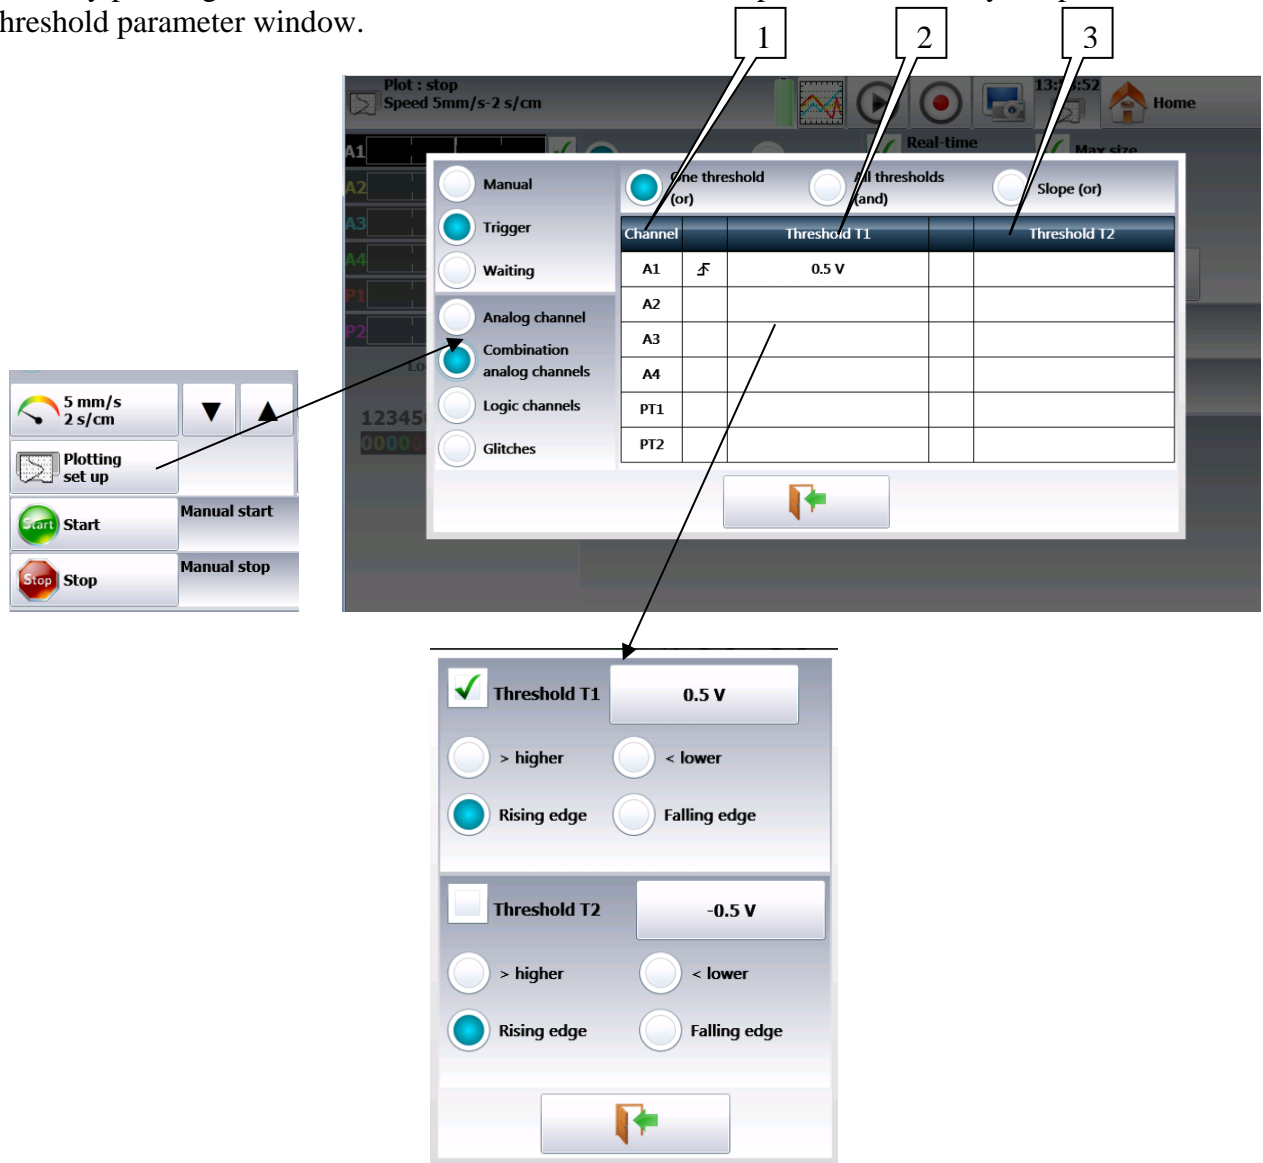 threshold parameter window.
1 2 3
Plot : stop
Speed 5mm/s-2 s/cm
Home
Real-time
Max size
A1
A2
A3
A4
P1
P2
Manual
Trigger
Waiting
Analog channel
Combination
analog channels
Logic channels
Glitches
One threshold
(or)
All thresholds
(and)
Slope (or)
Channel Threshold T1 Threshold T2
A1 0.5 V
A2
A3
A4
PT1
PT2
5 mm/s
2 s/cm
Plotting
set up
Start Start Manual start
Stop Stop Manual stop
Threshold T1 0.5 V
> higher < lower
Rising edge Falling edge
Threshold T2 -0.5 V
> higher < lower
Rising edge Falling edge